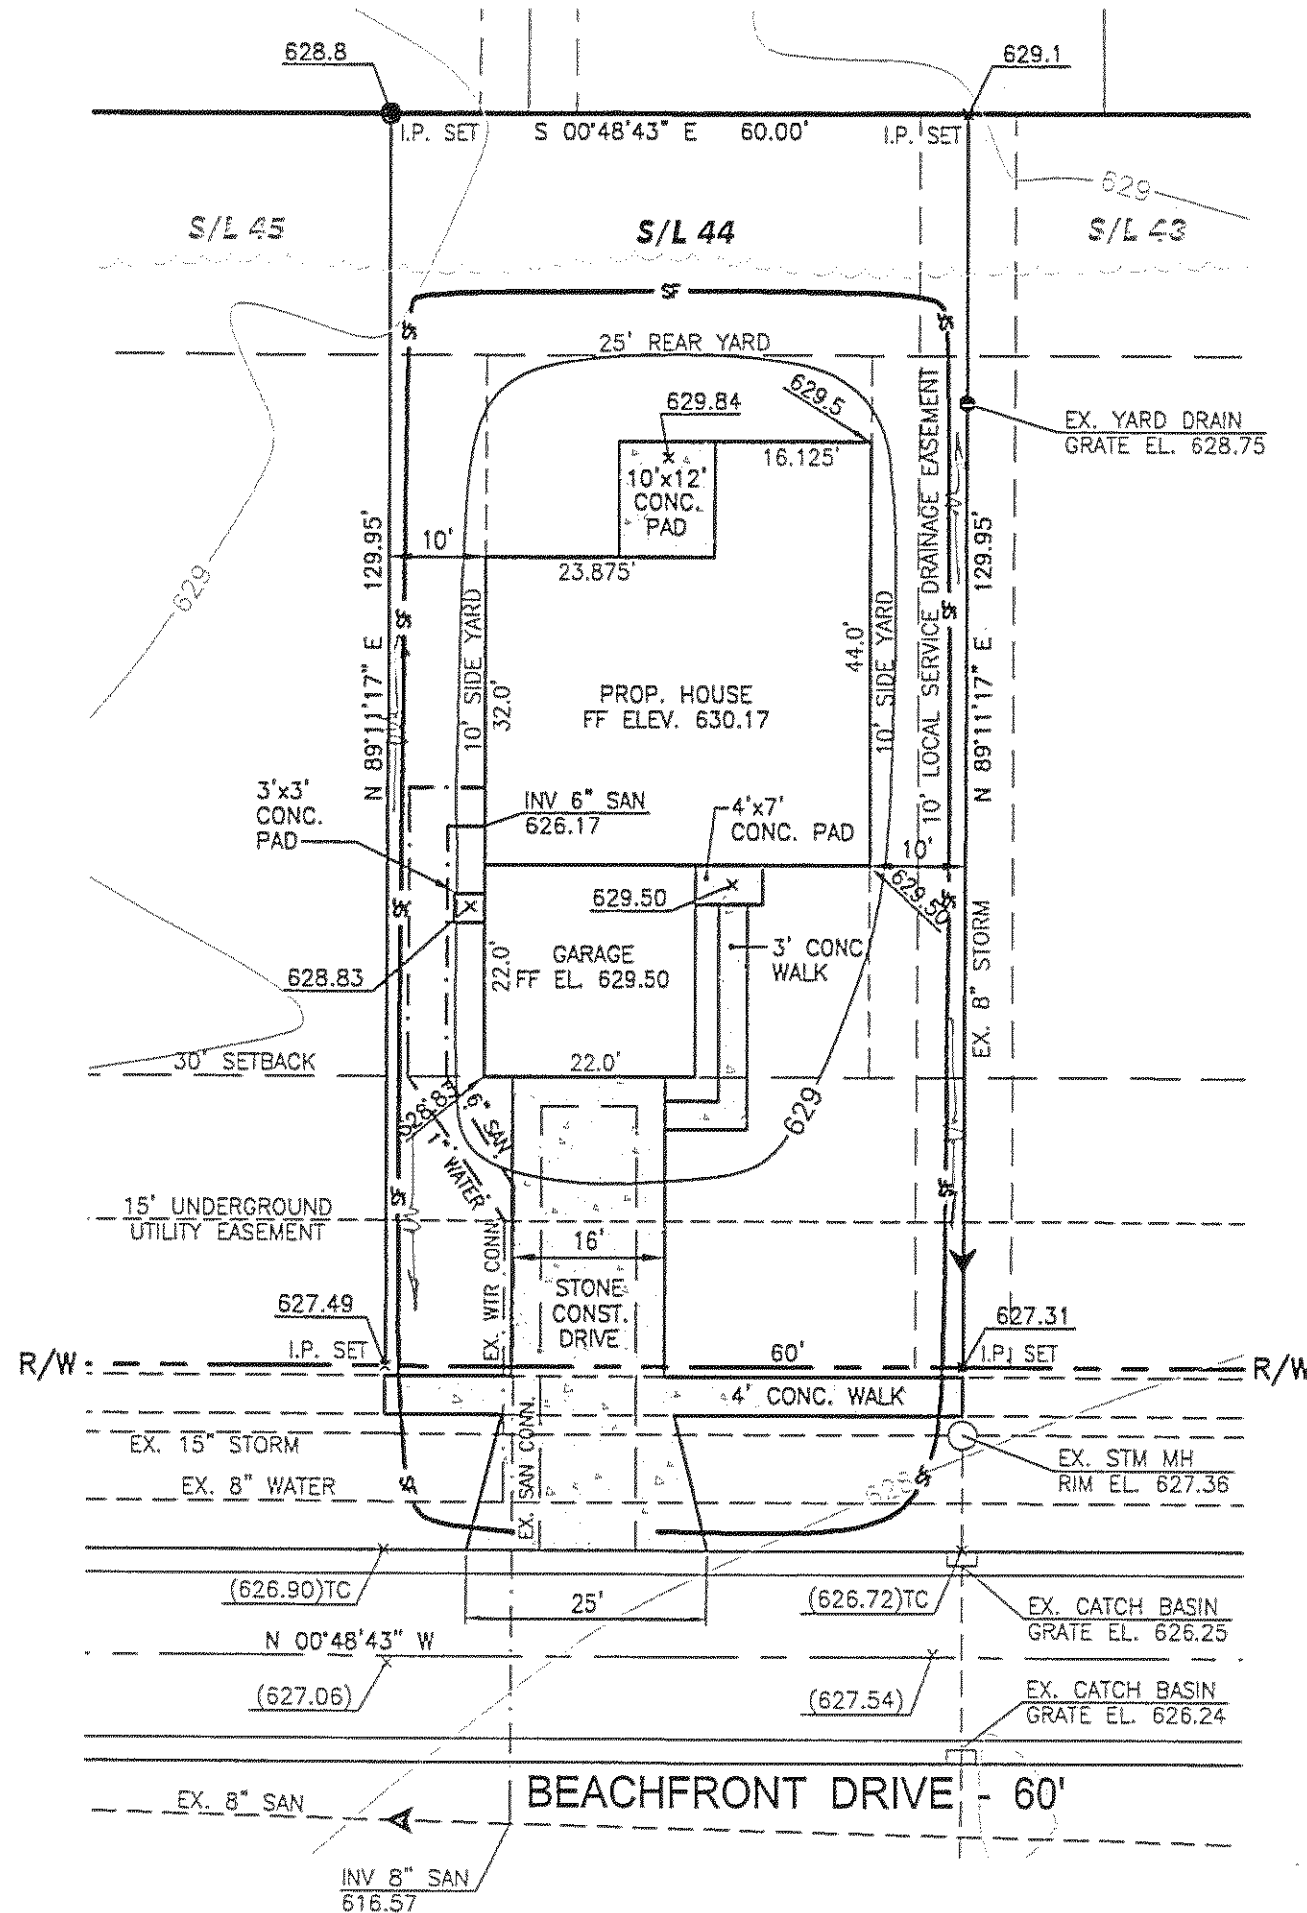 628.8
629.1
I.P. SET
S 00°48'43" E 60.00'
I.P. SET
629
S/L 45
S/L 44
S/L 43
SF
SF
SF
25' REAR YARD
629.84
629.5
EX. YARD DRAIN
GRATE EL. 628.75
16.125'
10'x12'
CONC.
PAD
10'
23.875'
N 89°11'17" E 129.95'
629
SF
10' SIDE YARD
32.0'
44.0'
10' SIDE YARD
10' LOCAL SERVICE DRAINAGE EASEMENT
SF
N 89°11'17" E 129.95'
PROP. HOUSE
FF ELEV. 630.17
3'x3'
CONC.
PAD
INV 6" SAN
626.17
4'x7'
CONC. PAD
10'
629.50
629.50
SF
SF
GARAGE
FF EL. 629.50
22.0'
3' CONC
WALK
628.83
EX. 8" STORM
30' SETBACK
22.0'
628.83
6" SAN.
1" WATER
629
SF
SF
15' UNDERGROUND
UTILITY EASEMENT
16'
EX. WTR CONN.
STONE
CONST.
DRIVE
627.49
627.31
I.P. SET
60'
I.P. SET
R/W
R/W
4' CONC. WALK
EX. 15" STORM
EX. SAN CONN.
EX. STM MH
RIM EL. 627.36
EX. 8" WATER
SF
SF
(626.90)TC
25'
(626.72)TC
EX. CATCH BASIN
GRATE EL. 626.25
N 00°48'43" W
(627.06)
(627.54)
EX. CATCH BASIN
GRATE EL. 626.24
EX. 8" SAN
BEACHFRONT DRIVE - 60'
INV 8" SAN
616.57